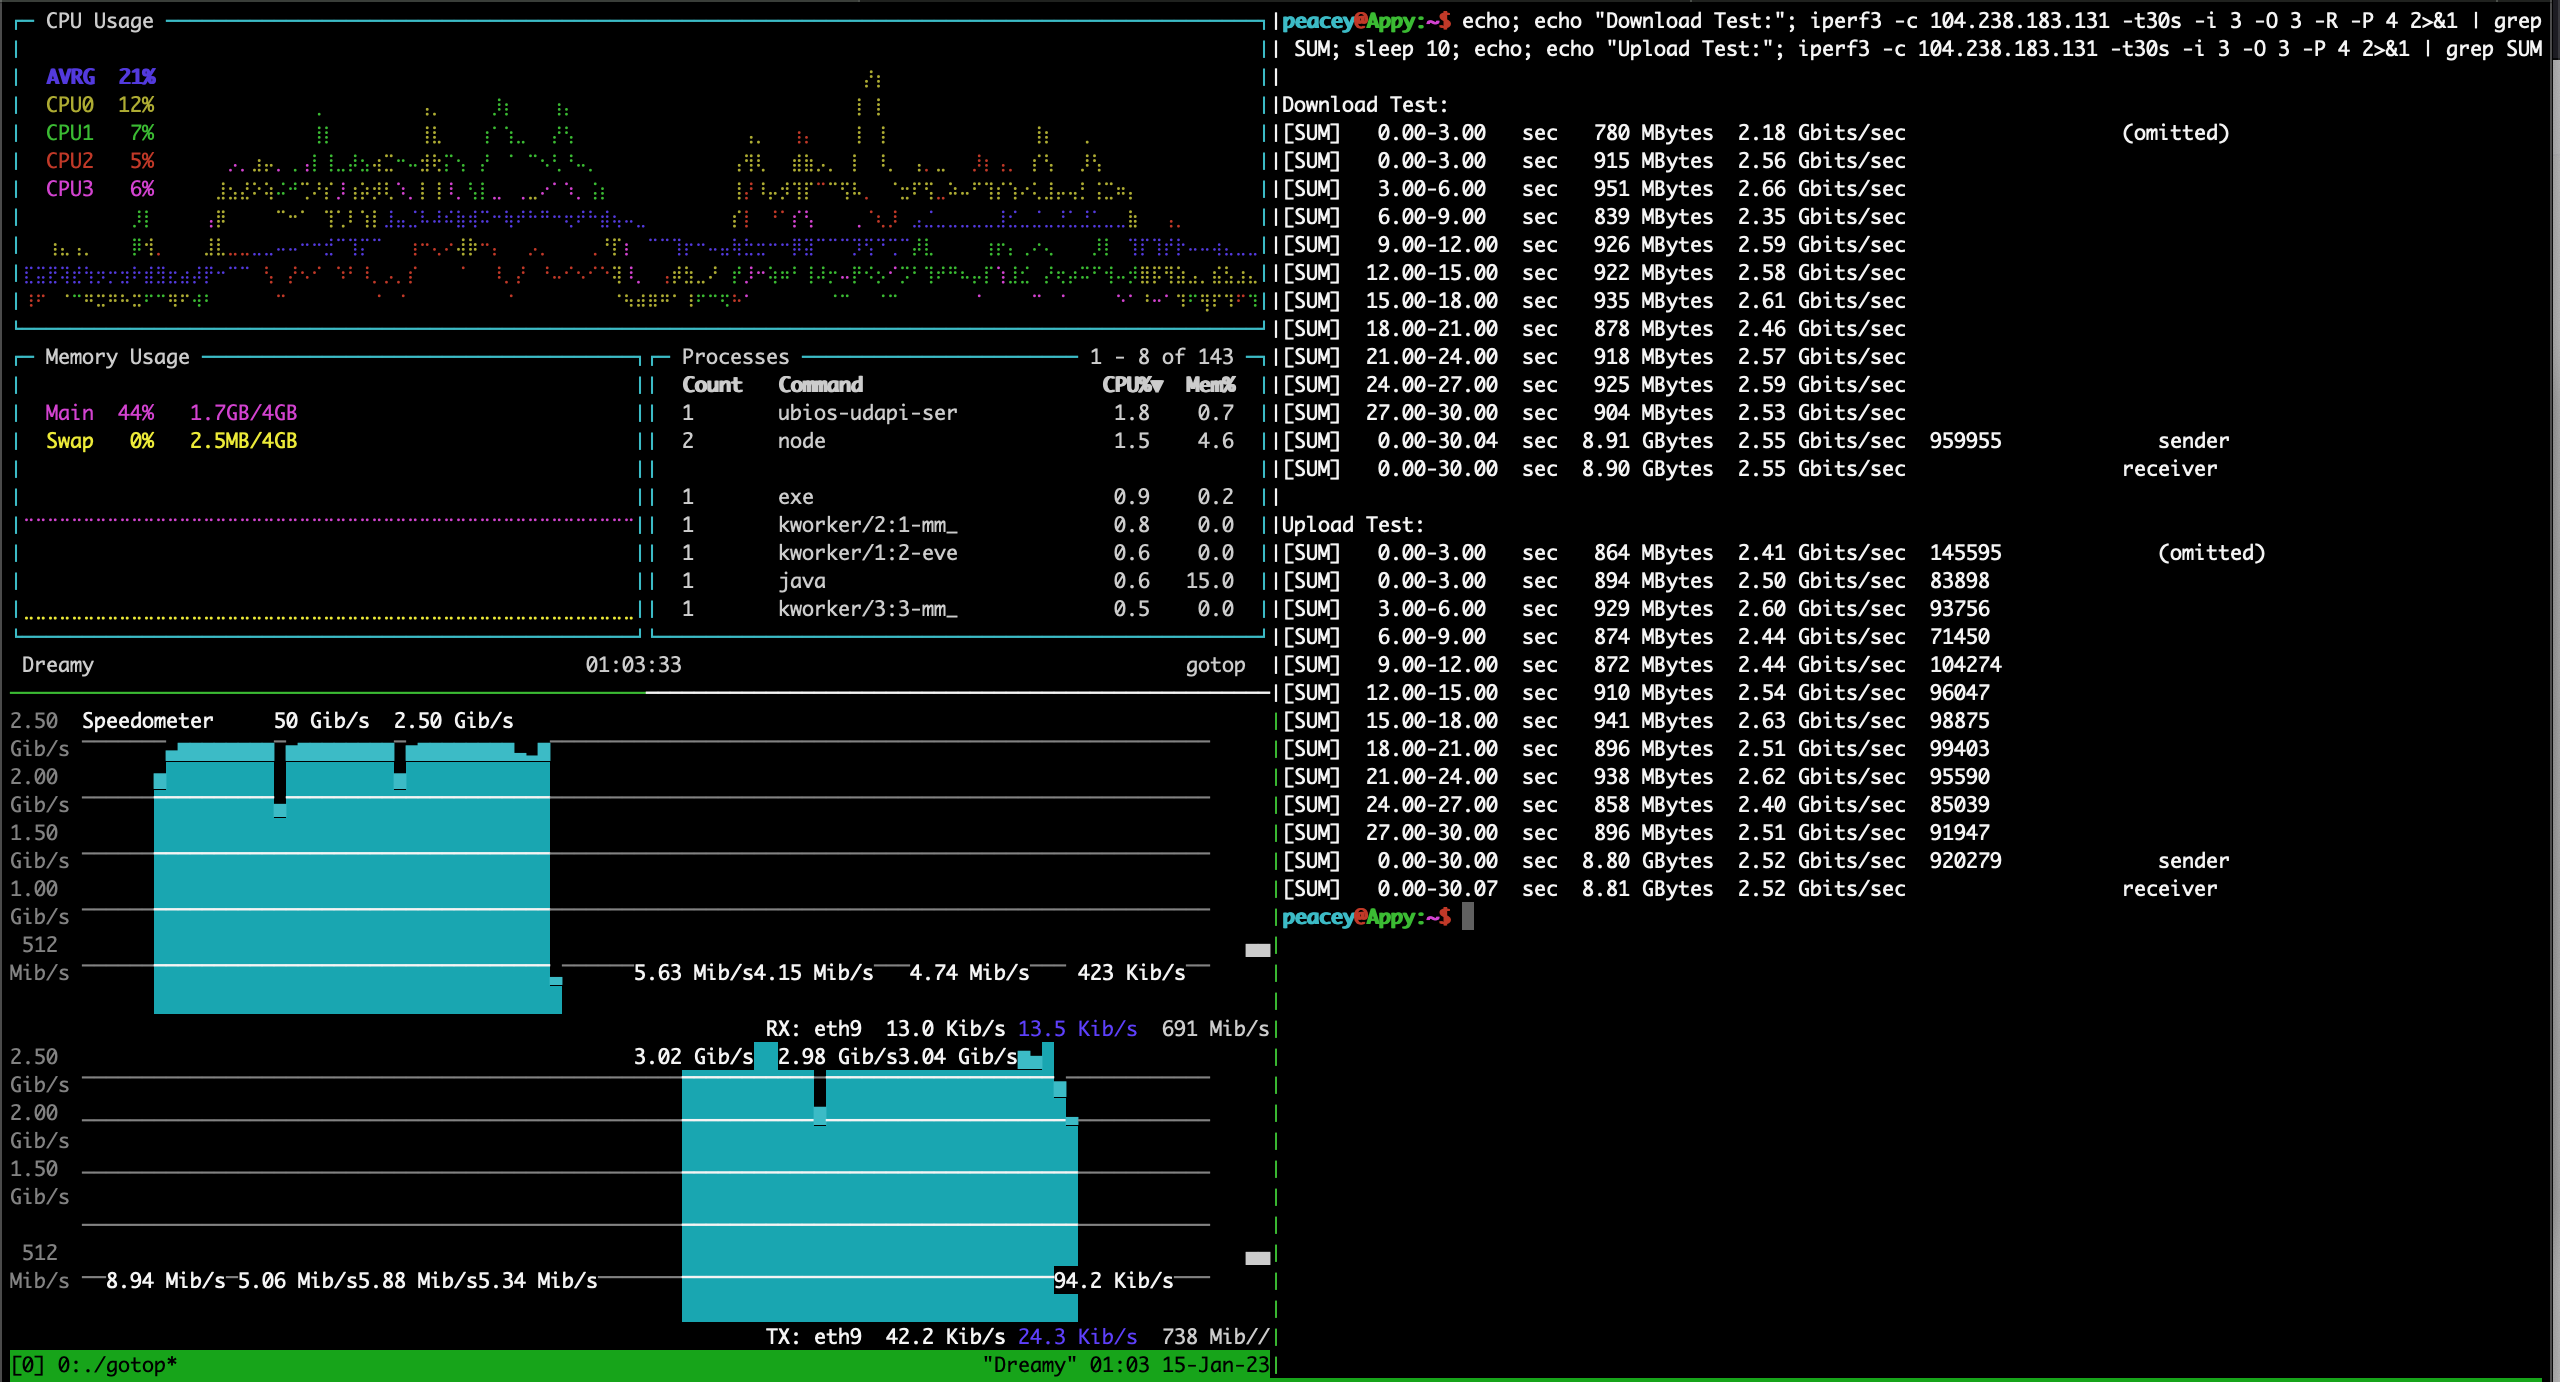 CPU Usage
AVRG 21%
CPU0 12%
CPU1 7%
CPU2 5%
CPU3 6%
Memory Usage
Main 44% 1.7GB/4GB
Swap 0% 2.5MB/4GB
Processes 1 - 8 of 143
Count Command CPU%▼ Mem%
1 ubios-udapi-ser 1.8 0.7
2 node 1.5 4.6
1 exe 0.9 0.2
1 kworker/2:1-mm_ 0.8 0.0
1 kworker/1:2-eve 0.6 0.0
1 java 0.6 15.0
1 kworker/3:3-mm_ 0.5 0.0
Dreamy 01:03:33 gotop
2.50 Speedometer 50 Gib/s 2.50 Gib/s
Gib/s
2.00
Gib/s
1.50
Gib/s
1.00
Gib/s
512
Mib/s 5.63 Mib/s4.15 Mib/s 4.74 Mib/s 423 Kib/s
RX: eth9 13.0 Kib/s 13.5 Kib/s 691 Mib/s
2.50 3.02 Gib/s 2.98 Gib/s3.04 Gib/s
Gib/s
2.00
Gib/s
1.50
Gib/s
512
Mib/s 8.94 Mib/s 5.06 Mib/s5.88 Mib/s5.34 Mib/s 94.2 Kib/s
TX: eth9 42.2 Kib/s 24.3 Kib/s 738 Mib//
[0] 0:./gotop* "Dreamy" 01:03 15-Jan-23
peacey@Appy:~$ echo; echo "Download Test:"; iperf3 -c 104.238.183.131 -t30s -i 3 -O 3 -R -P 4 2>&1 | grep
SUM; sleep 10; echo; echo "Upload Test:"; iperf3 -c 104.238.183.131 -t30s -i 3 -O 3 -P 4 2>&1 | grep SUM
Download Test:
[SUM] 0.00-3.00 sec 780 MBytes 2.18 Gbits/sec (omitted)
[SUM] 0.00-3.00 sec 915 MBytes 2.56 Gbits/sec
[SUM] 3.00-6.00 sec 951 MBytes 2.66 Gbits/sec
[SUM] 6.00-9.00 sec 839 MBytes 2.35 Gbits/sec
[SUM] 9.00-12.00 sec 926 MBytes 2.59 Gbits/sec
[SUM] 12.00-15.00 sec 922 MBytes 2.58 Gbits/sec
[SUM] 15.00-18.00 sec 935 MBytes 2.61 Gbits/sec
[SUM] 18.00-21.00 sec 878 MBytes 2.46 Gbits/sec
[SUM] 21.00-24.00 sec 918 MBytes 2.57 Gbits/sec
[SUM] 24.00-27.00 sec 925 MBytes 2.59 Gbits/sec
[SUM] 27.00-30.00 sec 904 MBytes 2.53 Gbits/sec
[SUM] 0.00-30.04 sec 8.91 GBytes 2.55 Gbits/sec 959955 sender
[SUM] 0.00-30.00 sec 8.90 GBytes 2.55 Gbits/sec receiver
Upload Test:
[SUM] 0.00-3.00 sec 864 MBytes 2.41 Gbits/sec 145595 (omitted)
[SUM] 0.00-3.00 sec 894 MBytes 2.50 Gbits/sec 83898
[SUM] 3.00-6.00 sec 929 MBytes 2.60 Gbits/sec 93756
[SUM] 6.00-9.00 sec 874 MBytes 2.44 Gbits/sec 71450
[SUM] 9.00-12.00 sec 872 MBytes 2.44 Gbits/sec 104274
[SUM] 12.00-15.00 sec 910 MBytes 2.54 Gbits/sec 96047
[SUM] 15.00-18.00 sec 941 MBytes 2.63 Gbits/sec 98875
[SUM] 18.00-21.00 sec 896 MBytes 2.51 Gbits/sec 99403
[SUM] 21.00-24.00 sec 938 MBytes 2.62 Gbits/sec 95590
[SUM] 24.00-27.00 sec 858 MBytes 2.40 Gbits/sec 85039
[SUM] 27.00-30.00 sec 896 MBytes 2.51 Gbits/sec 91947
[SUM] 0.00-30.00 sec 8.80 GBytes 2.52 Gbits/sec 920279 sender
[SUM] 0.00-30.07 sec 8.81 GBytes 2.52 Gbits/sec receiver
peacey@Appy:~$